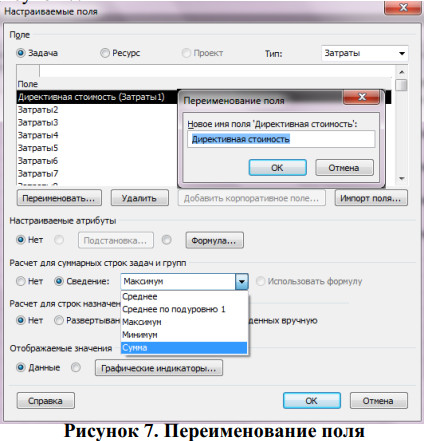 Настраиваемые поля
Поле
Задача Ресурс Проект Тип: Затраты
Поле
Директивная стоимость (Затраты1)
Затраты2
Затраты3
Затраты4
Затраты5
Затраты6
Затраты7
Переименование поля
Новое имя поля 'Директивная стоимость':
Директивная стоимость
ОК Отмена
Переименовать... Удалить Добавить корпоративное поле... Импорт поля...
Настраиваемые атрибуты
Нет Подстановка... Формула...
Расчет для суммарных строк задач и групп
Нет Сведение: Максимум Использовать формулу
Среднее
Среднее по подуровню 1
Максимум
Минимум
Сумма
Расчет для строк назначен
Нет Развертыван денных вручную
Отображаемые значения
Данные Графические индикаторы...
Справка ОК Отмена
Рисунок 7. Переименование поля